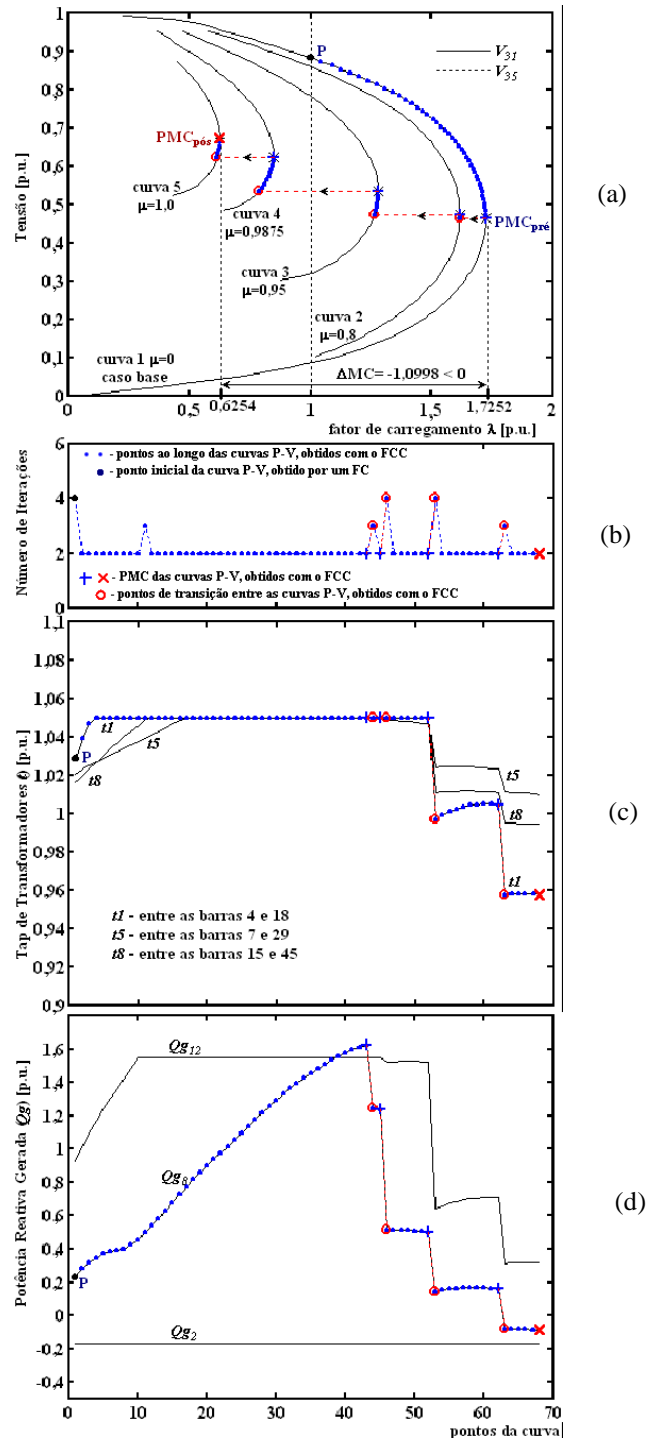 1
0,9
0,8
0,7
0,6
0,5
0,4
0,3
0,2
0,1
0
Tensão [p.u.]
P
V31
V35
PMCpós
PMCpré
curva 5
μ=1,0
curva 4
μ=0,9875
curva 3
μ=0,95
curva 2
μ=0,8
curva 1 μ=0
caso base
ΔMC= -1,0998 < 0
0 0,5 1 1,5 2
0,6254 1,7252
fator de carregamento λ [p.u.]
(a)
6
4
2
0
Número de Iterações
- pontos ao longo das curvas P-V, obtidos com o FCC
- ponto inicial da curva P-V, obtido por um FC
- PMC das curvas P-V, obtidos com o FCC
- pontos de transição entre as curvas P-V, obtidos com o FCC
(b)
1,1
1,08
1,06
1,04
1,02
1
0,98
0,96
0,94
0,92
0,9
Tap de Transformadores (t) [p.u.]
P
t1
t5
t8
t5
t8
t1
t1 - entre as barras 4 e 18
t5 - entre as barras 7 e 29
t8 - entre as barras 15 e 45
(c)
1,6
1,4
1,2
1
0,8
0,6
0,4
0,2
0
-0,2
-0,4
Potência Reativa Gerada (Qg) [p.u.]
Qg12
Qg8
P
Qg2
0 10 20 30 40 50 60 70
pontos da curva
(d)